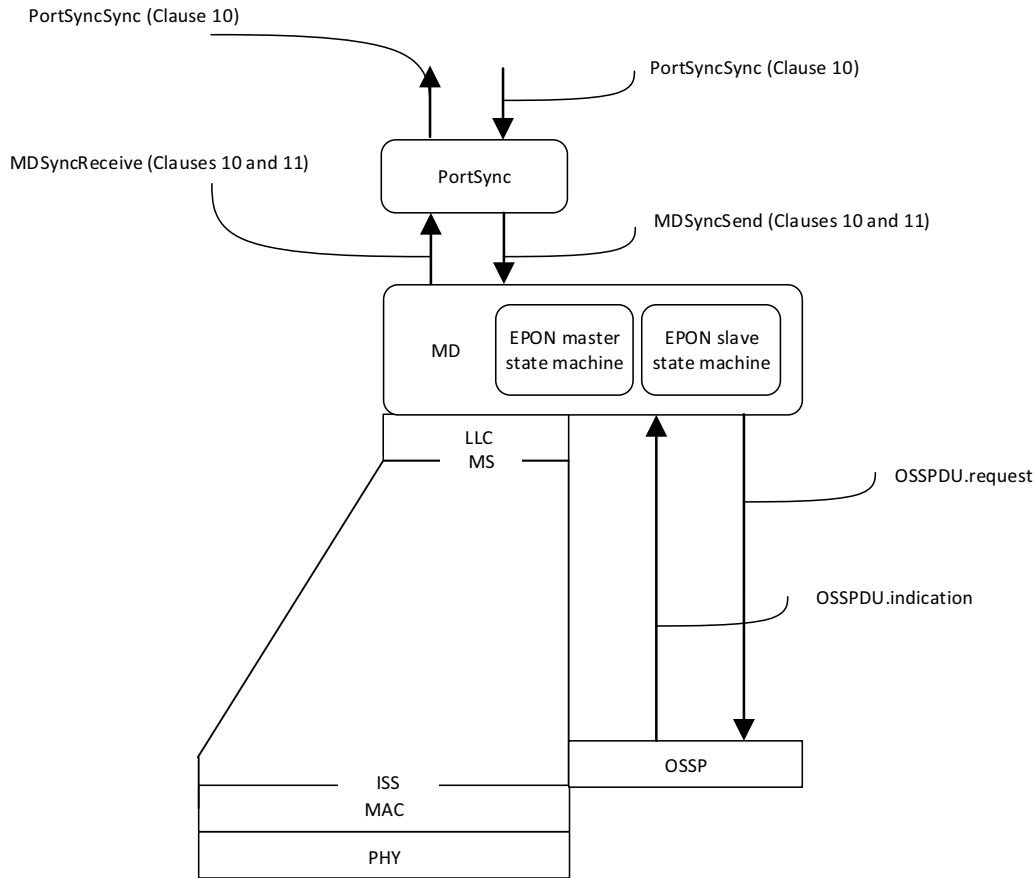 PortSyncSync (Clause 10)
PortSyncSync (Clause 10)
MDSyncReceive (Clauses 10 and 11)
PortSync
MDSyncSend (Clauses 10 and 11)
MD
EPON master
state machine
EPON slave
state machine
LLC
MS
OSSPDU.request
OSSPDU.indication
OSSP
ISS
MAC
PHY